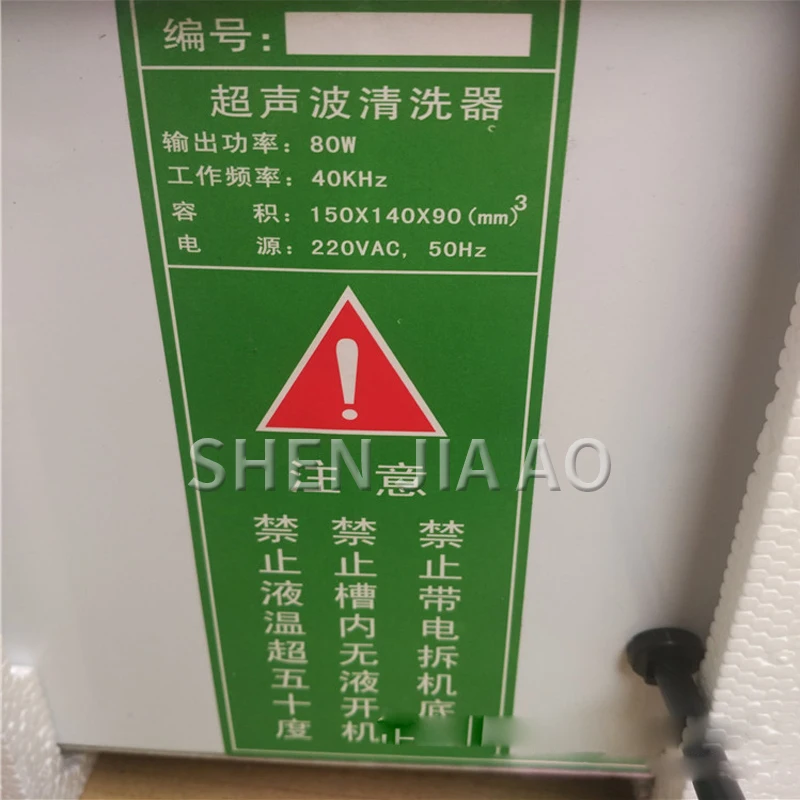 编号：
超声波清洗器
输出功率：80W
工作频率：40KHz
容 积：150X140X90(mm)³
电 源：220VAC, 50Hz
SHEN JIA AO
注意
禁止带电拆机底
禁止槽内无液开机
禁止液温超五十度